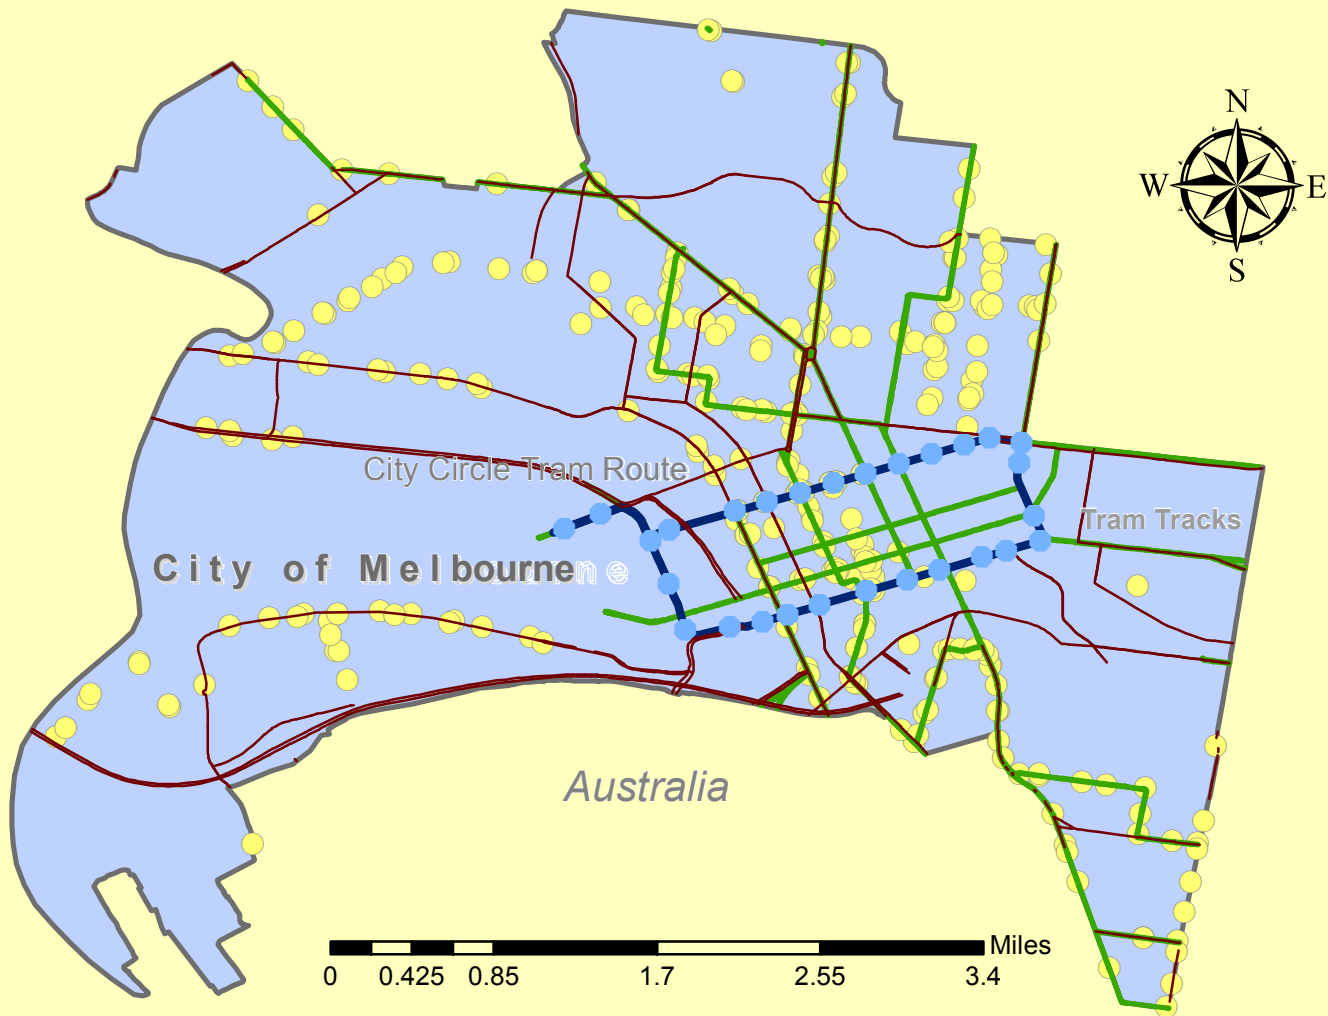 N
W E
S
City Circle Tram Route
Tram Tracks
City of Melbourne
Australia
Miles
0 0.425 0.85 1.7 2.55 3.4